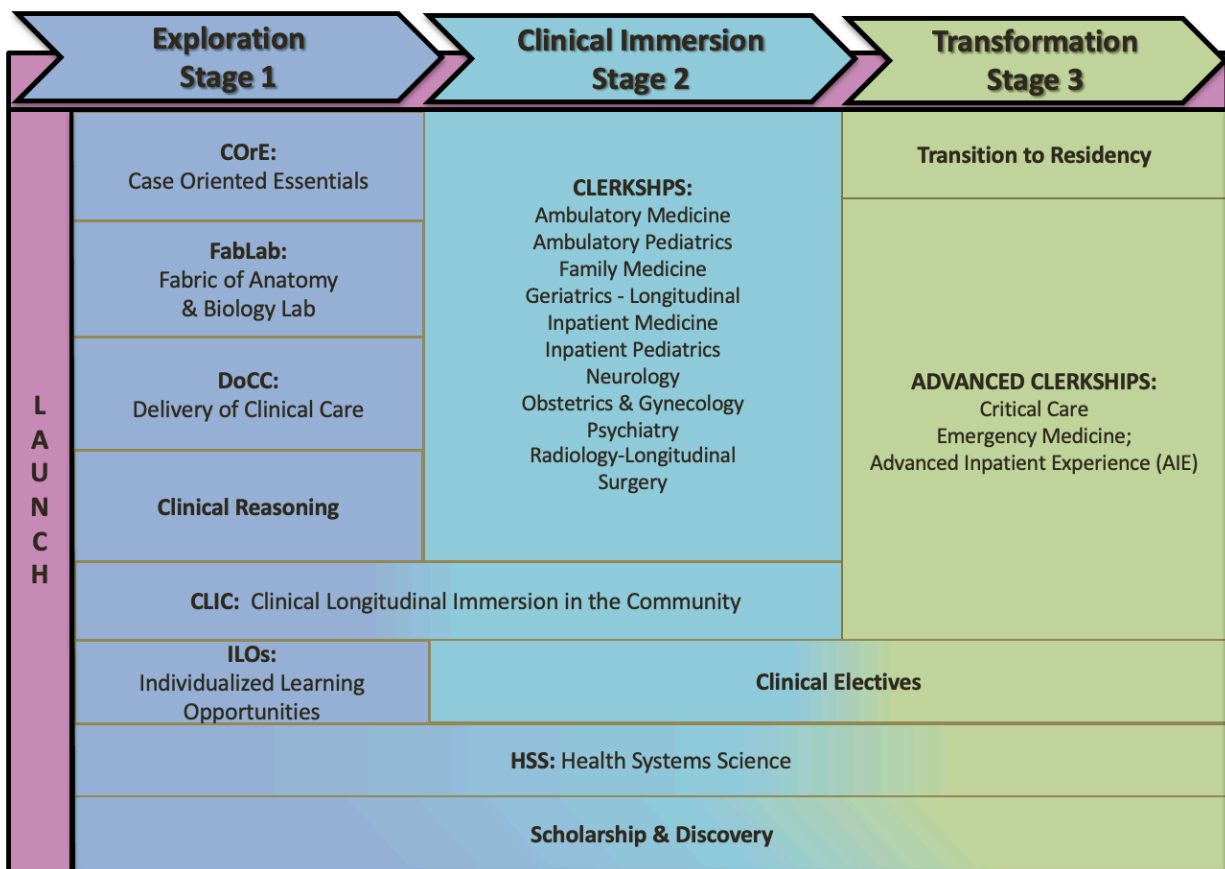 Exploration
Stage 1
Clinical Immersion
Stage 2
Transformation
Stage 3
LAUNCH
COrE:
Case Oriented Essentials
FabLab:
Fabric of Anatomy
& Biology Lab
DoCC:
Delivery of Clinical Care
Clinical Reasoning
CLERKSHPS:
Ambulatory Medicine
Ambulatory Pediatrics
Family Medicine
Geriatrics - Longitudinal
Inpatient Medicine
Inpatient Pediatrics
Neurology
Obstetrics & Gynecology
Psychiatry
Radiology-Longitudinal
Surgery
Transition to Residency
ADVANCED CLERKSHIPS:
Critical Care
Emergency Medicine;
Advanced Inpatient Experience (AIE)
CLIC: Clinical Longitudinal Immersion in the Community
ILOs:
Individualized Learning
Opportunities
Clinical Electives
HSS: Health Systems Science
Scholarship & Discovery